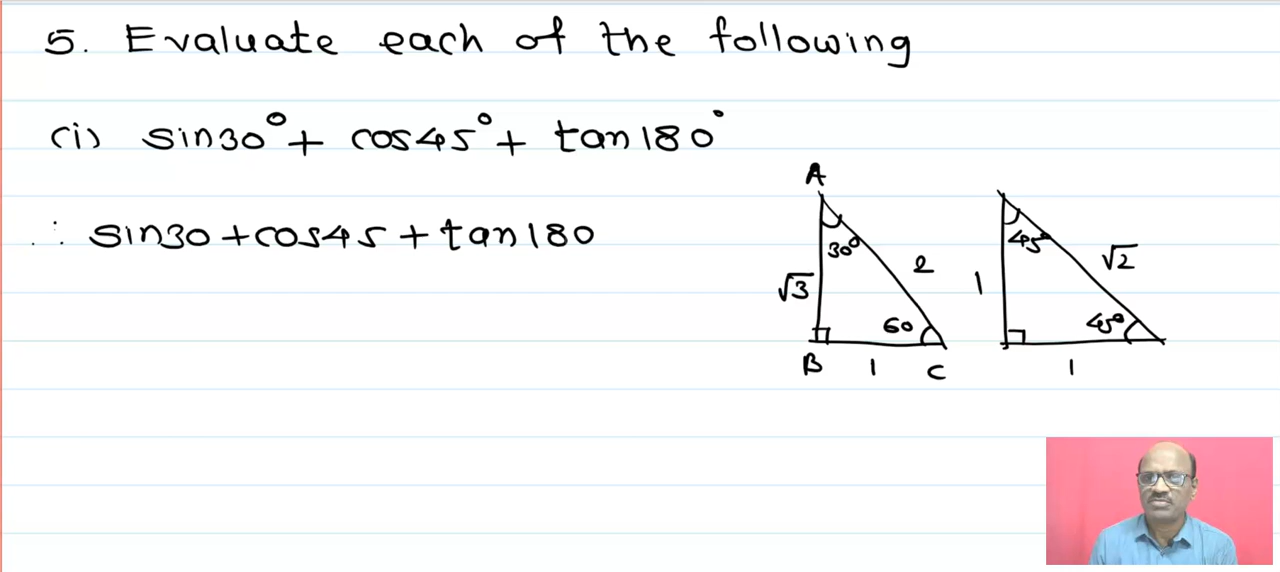 5. Evaluate each of the following
(i) sin30° + cos45° + tan180°
∴ sin30 + cos45 + tan180
A
30°
√3
2
60
B 1 C
45°
1
√2
45°
1